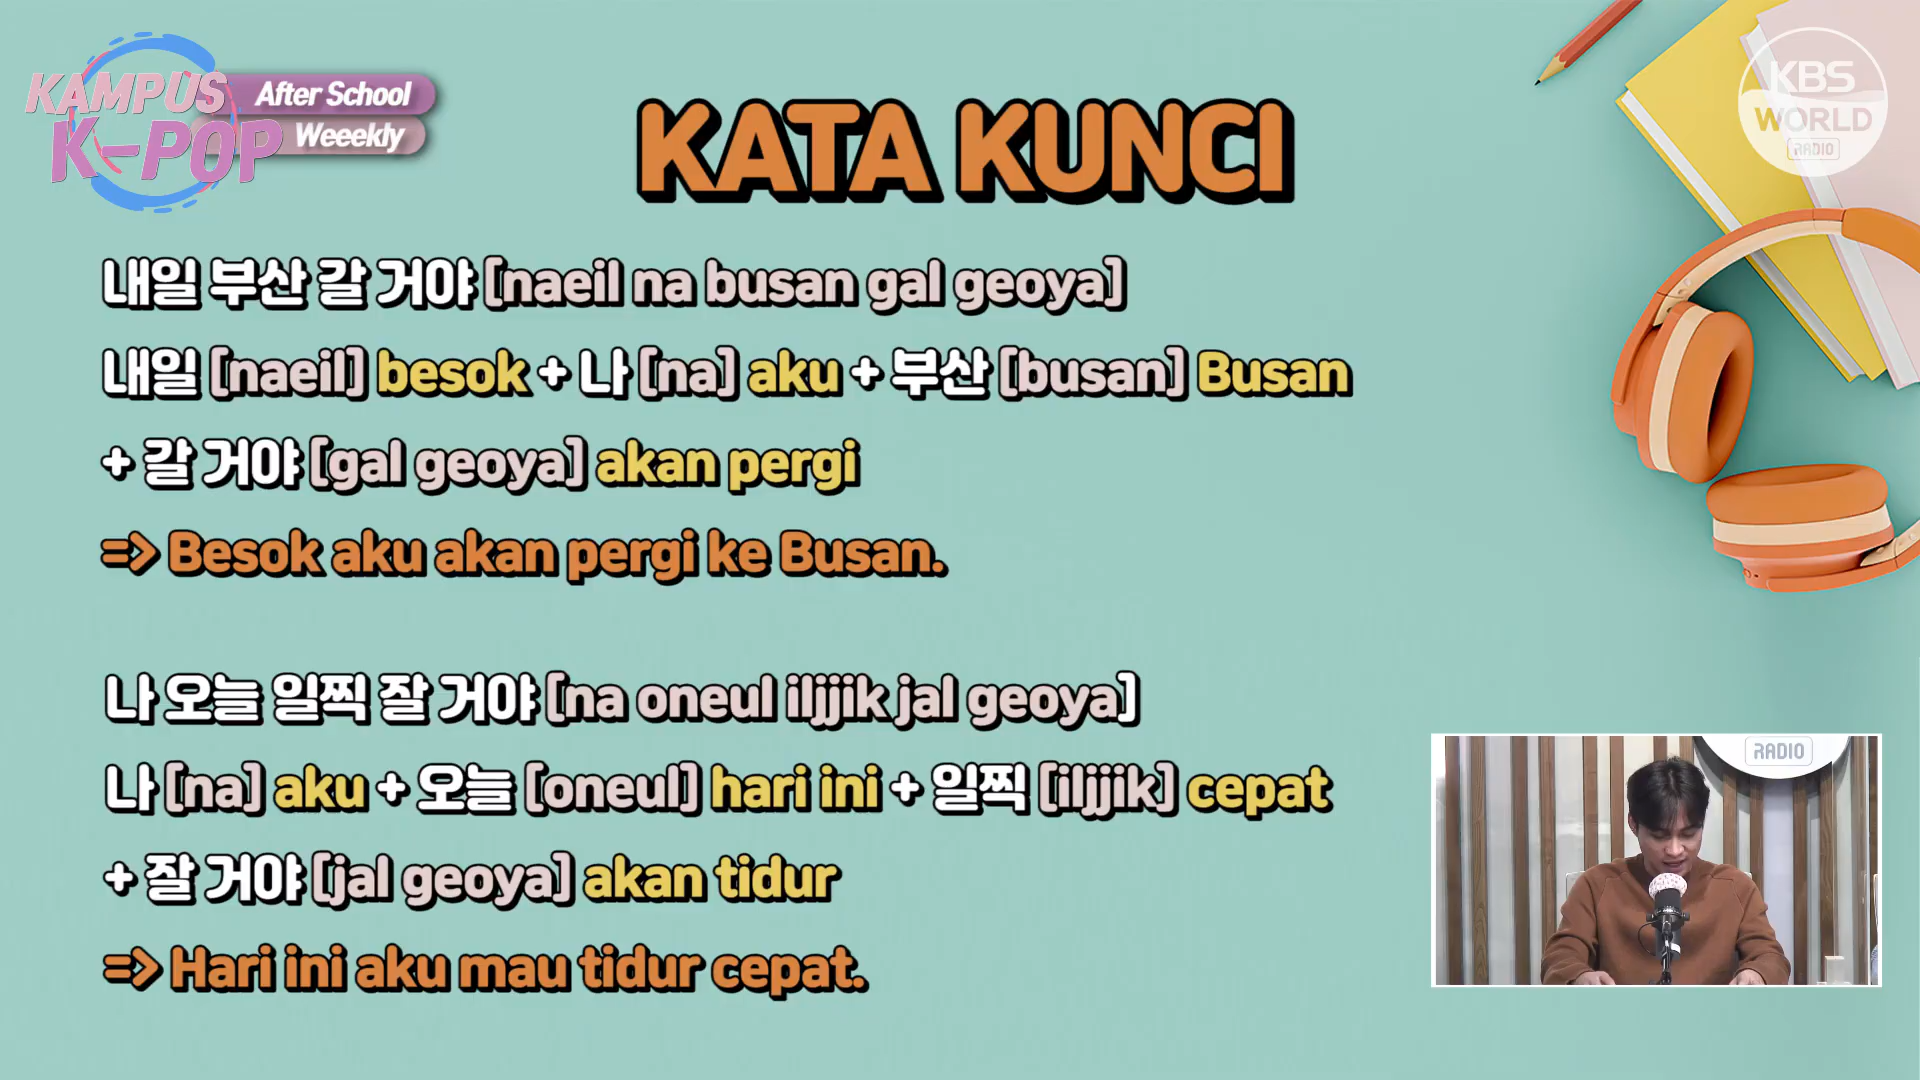 KAMPUS
K-POP
After School
Weeekly
KATA KUNCI
KBS
WORLD
RADIO
내일 부산 갈 거야 [naeil na busan gal geoya]
내일 [naeil] besok + 나 [na] aku + 부산 [busan] Busan
+ 갈 거야 [gal geoya] akan pergi
=> Besok aku akan pergi ke Busan.
나 오늘 일찍 잘 거야 [na oneul iljjik jal geoya]
나 [na] aku + 오늘 [oneul] hari ini + 일찍 [iljjik] cepat
+ 잘 거야 [jal geoya] akan tidur
=> Hari ini aku mau tidur cepat.
RADIO